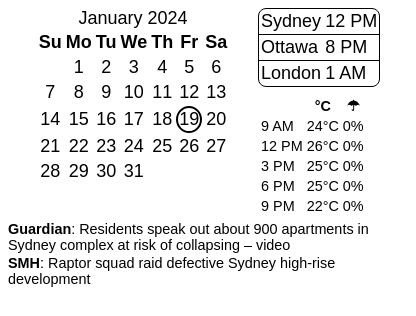 January 2024
Su Mo Tu We Th Fr Sa
1 2 3 4 5 6
7 8 9 10 11 12 13
14 15 16 17 18 19 20
21 22 23 24 25 26 27
28 29 30 31
Sydney 12 PM
Ottawa 8 PM
London 1 AM
°C ☂
9 AM 24°C 0%
12 PM 26°C 0%
3 PM 25°C 0%
6 PM 25°C 0%
9 PM 22°C 0%
Guardian: Residents speak out about 900 apartments in
Sydney complex at risk of collapsing – video
SMH: Raptor squad raid defective Sydney high-rise
development